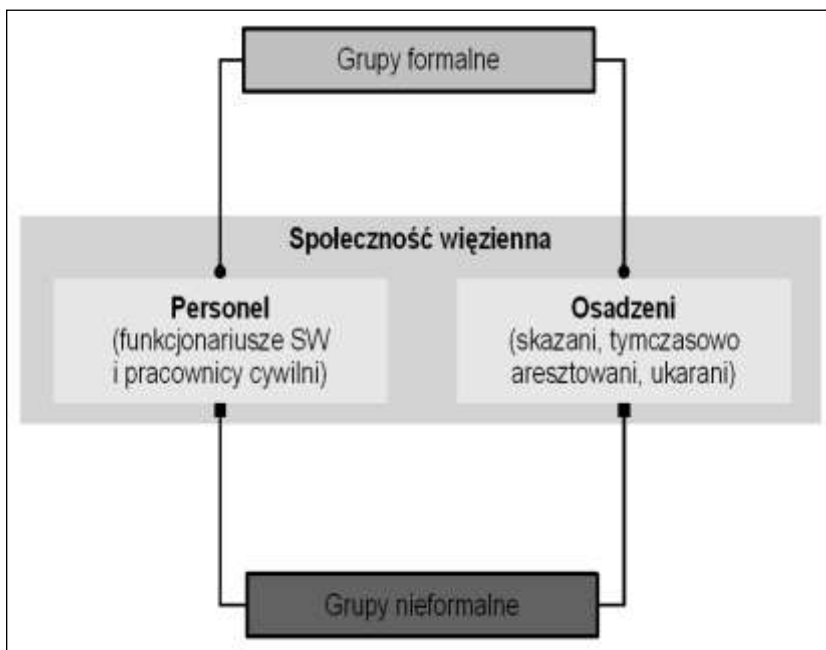 Grupy formalne
Społeczność więzienna
Personel
(funkcjonariusze SW
i pracownicy cywilni)
Osadzeni
(skazani, tymczasowo
aresztowani, ukarani)
Grupy nieformalne